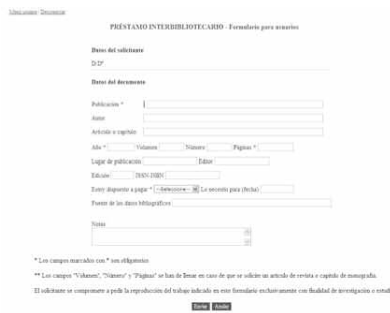 Menú usuario | Desconectar
PRÉSTAMO INTERBIBLIOTECARIO - Formulario para usuarios
Datos del solicitante
D/Dª
Datos del documento
Publicación *
Autor
Artículo o capítulo
Año * Volumen Número Páginas *
Lugar de publicación Editor
Edición ISSN-ISBN
Estoy dispuesto a pagar * --Seleccione-- Lo necesito para (fecha)
Fuente de los datos bibliográficos
Notas
* Los campos marcados con * son obligatorios
** Los campos "Volumen", "Número" y "Páginas" se han de llenar en caso de que se solicite un artículo de revista o capítulo de monografía.
El solicitante se compromete a pedir la reproducción del trabajo indicado en este formulario exclusivamente con finalidad de investigación o estud
Enviar Anular